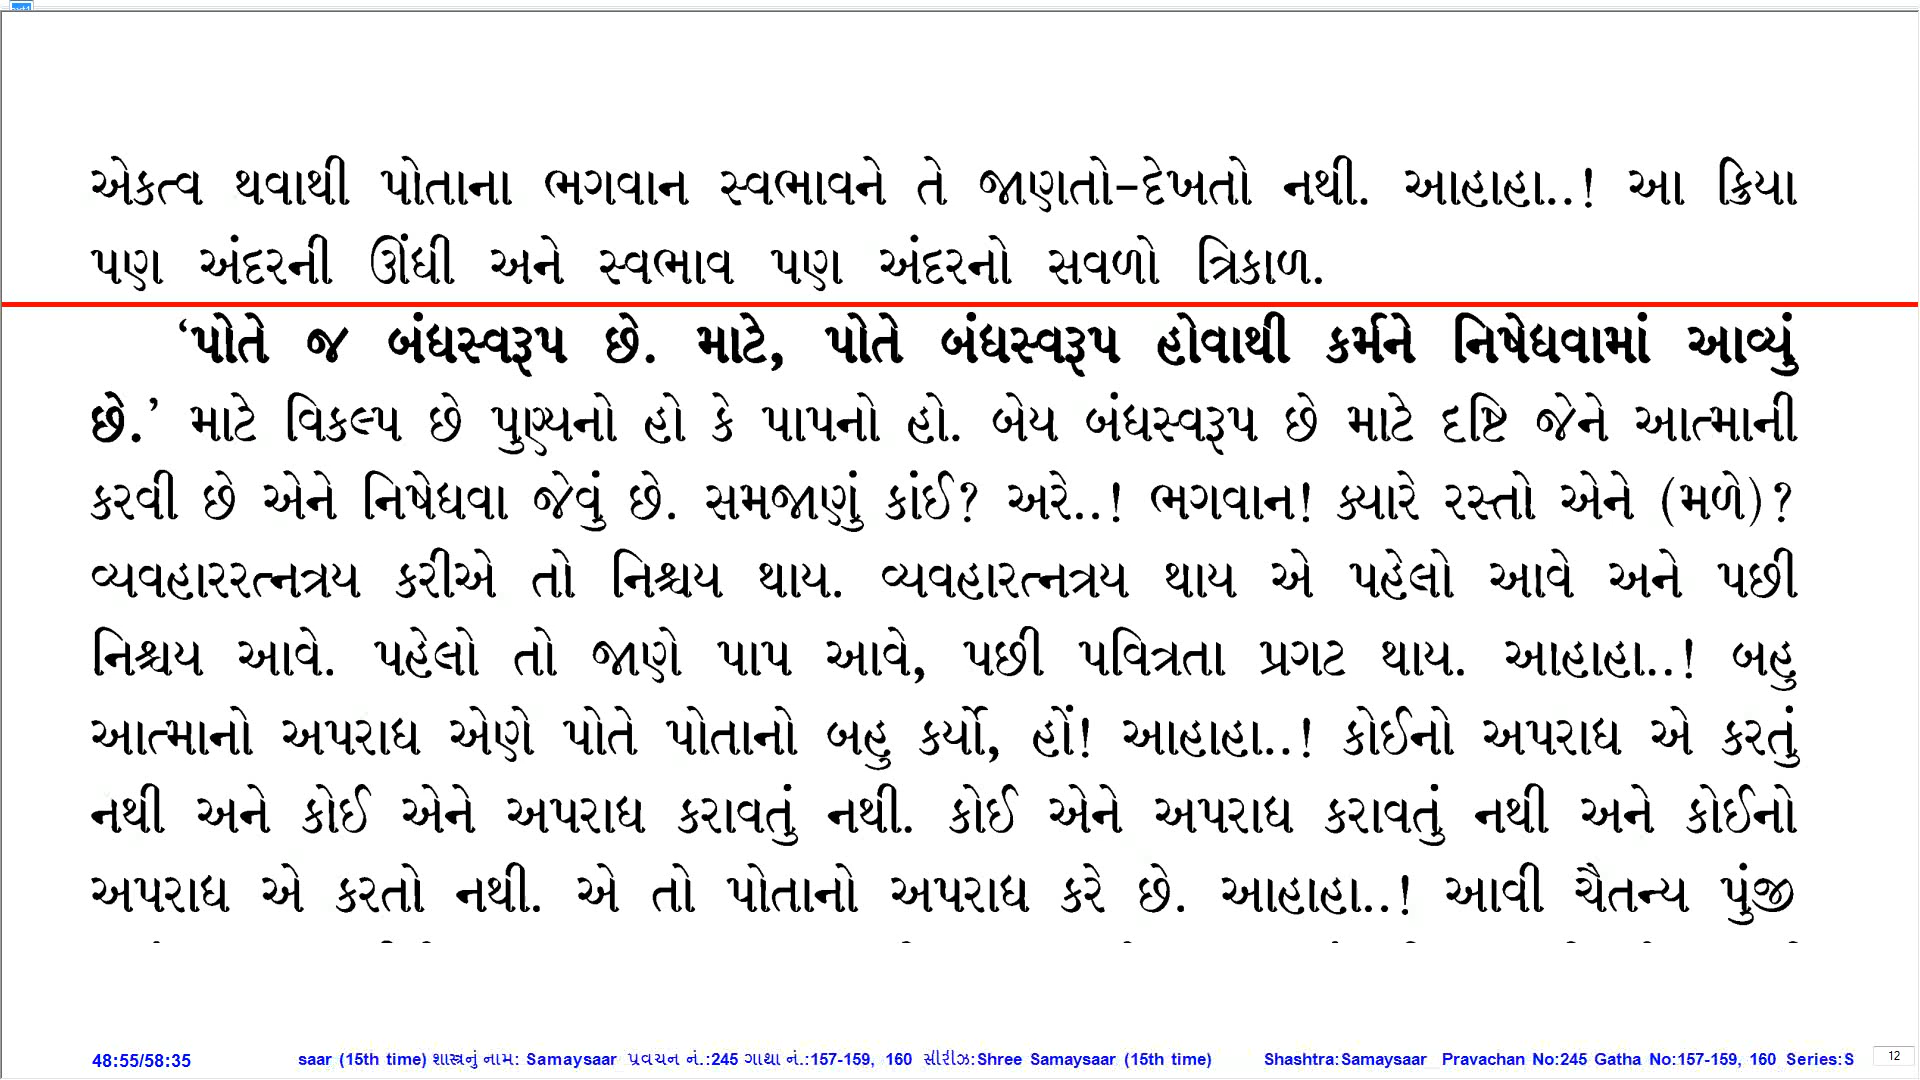 એકત્વ થવાથી પોતાના ભગવાન સ્વભાવને તે જાણતો-દેખતો નથી. આહાહા..! આ ક્રિયા
પણ અંદરની ઊંધી અને સ્વભાવ પણ અંદરનો સવળો ત્રિકાળ.
‘પોતે જ બંધસ્વરૂપ છે. માટે, પોતે બંધસ્વરૂપ હોવાથી કર્મને નિષેધવામાં આવ્યું
છે.’ માટે વિકલ્પ છે પુણ્યનો હો કે પાપનો હો. બેય બંધસ્વરૂપ છે માટે દૃષ્ટિ જેને આત્માની
કરવી છે એને નિષેધવા જેવું છે. સમજાણું કાંઈ? અરે..! ભગવાન! ક્યારે રસ્તો એને (મળે)?
વ્યવહારરત્નત્રય કરીએ તો નિશ્ચય થાય. વ્યવહારત્નત્રય થાય એ પહેલો આવે અને પછી
નિશ્ચય આવે. પહેલો તો જાણે પાપ આવે, પછી પવિત્રતા પ્રગટ થાય. આહાહા..! બહુ
આત્માનો અપરાધ એણે પોતે પોતાનો બહુ કર્યો, હોં! આહાહા..! કોઈનો અપરાધ એ કરતું
નથી અને કોઈ એને અપરાધ કરાવતું નથી. કોઈ એને અપરાધ કરાવતું નથી અને કોઈનો
અપરાધ એ કરતો નથી. એ તો પોતાનો અપરાધ કરે છે. આહાહા..! આવી ચૈતન્ય પુંજી
48:55/58:35 saar (15th time) શાસ્ત્રનું નામ: Samaysaar પ્રવચન નં.:245 ગાથા નં.:157-159, 160 સીરીઝ:Shree Samaysaar (15th time) Shashtra:Samaysaar Pravachan No:245 Gatha No:157-159, 160 Series:S 12